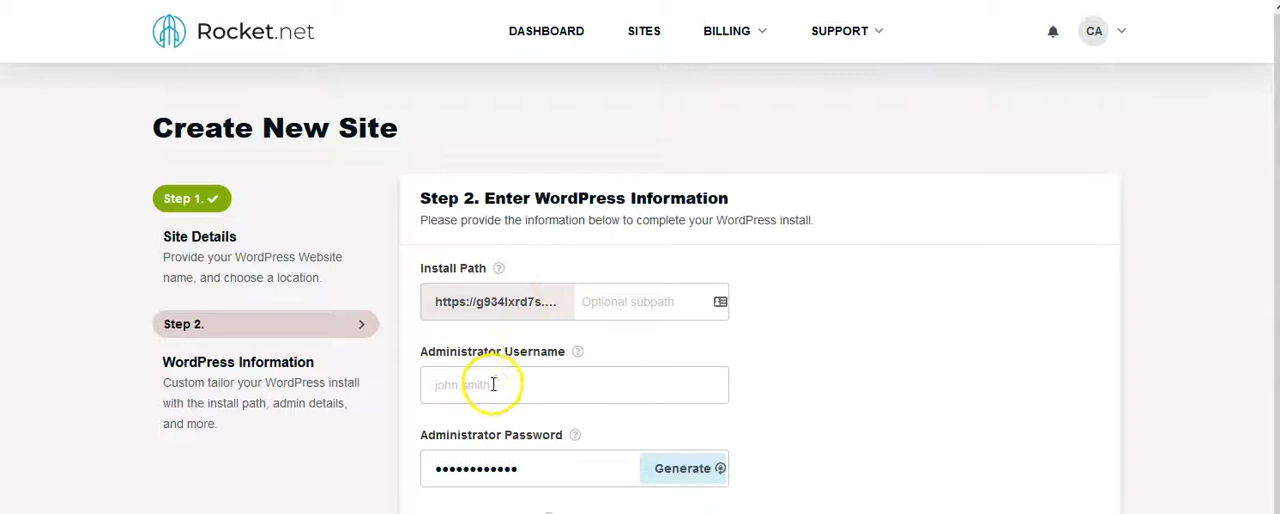 Rocket.net
DASHBOARD SITES BILLING SUPPORT CA
Create New Site
Step 1.
Site Details
Provide your WordPress Website
name, and choose a location.
Step 2.
WordPress Information
Custom tailor your WordPress install
with the install path, admin details,
and more.
Step 2. Enter WordPress Information
Please provide the information below to complete your WordPress install.
Install Path ?
https://g934lxrd7s.... Optional subpath
Administrator Username ?
john.smith
Administrator Password ?
•••••••••••• Generate